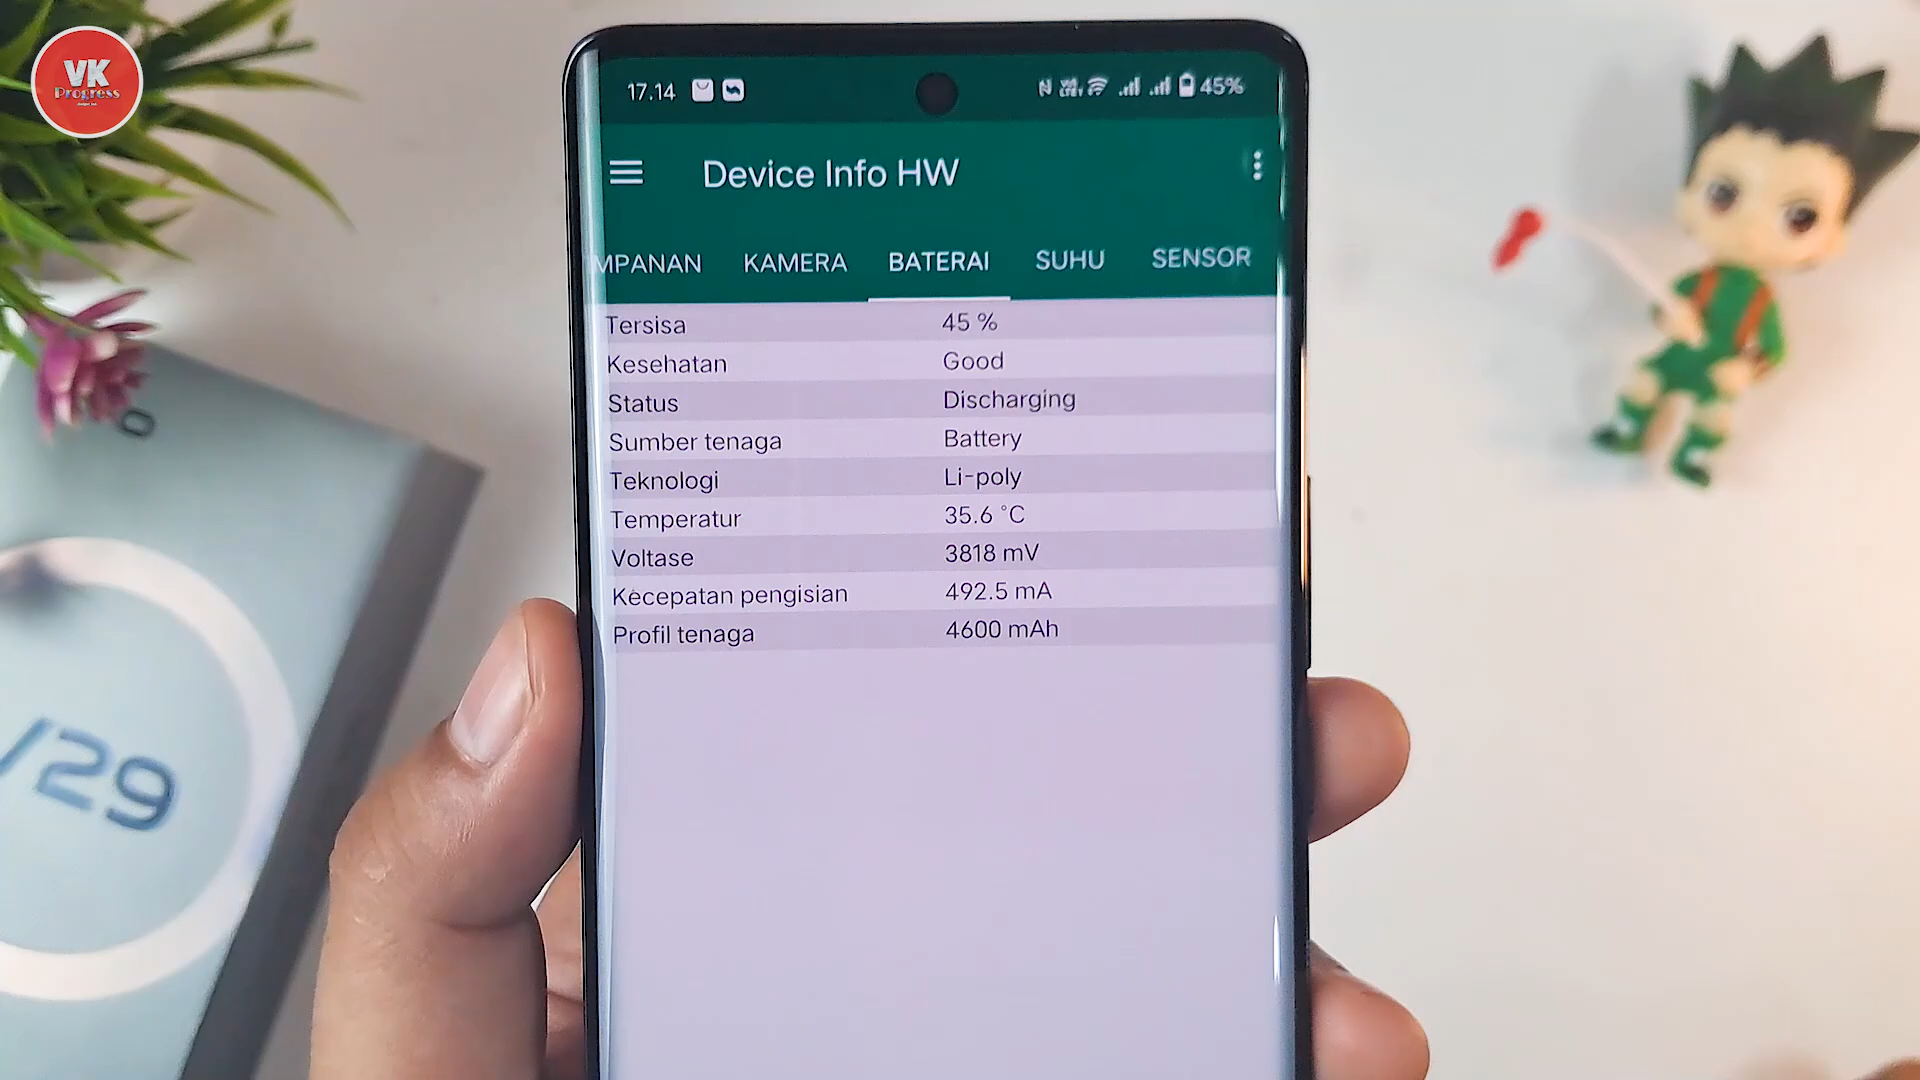 VK
Progress
17.14
45%
Device Info HW
MPANAN KAMERA BATERAI SUHU SENSOR
Tersisa 45 %
Kesehatan Good
Status Discharging
Sumber tenaga Battery
Teknologi Li-poly
Temperatur 35.6 °C
Voltase 3818 mV
Kecepatan pengisian 492.5 mA
Profil tenaga 4600 mAh
V29